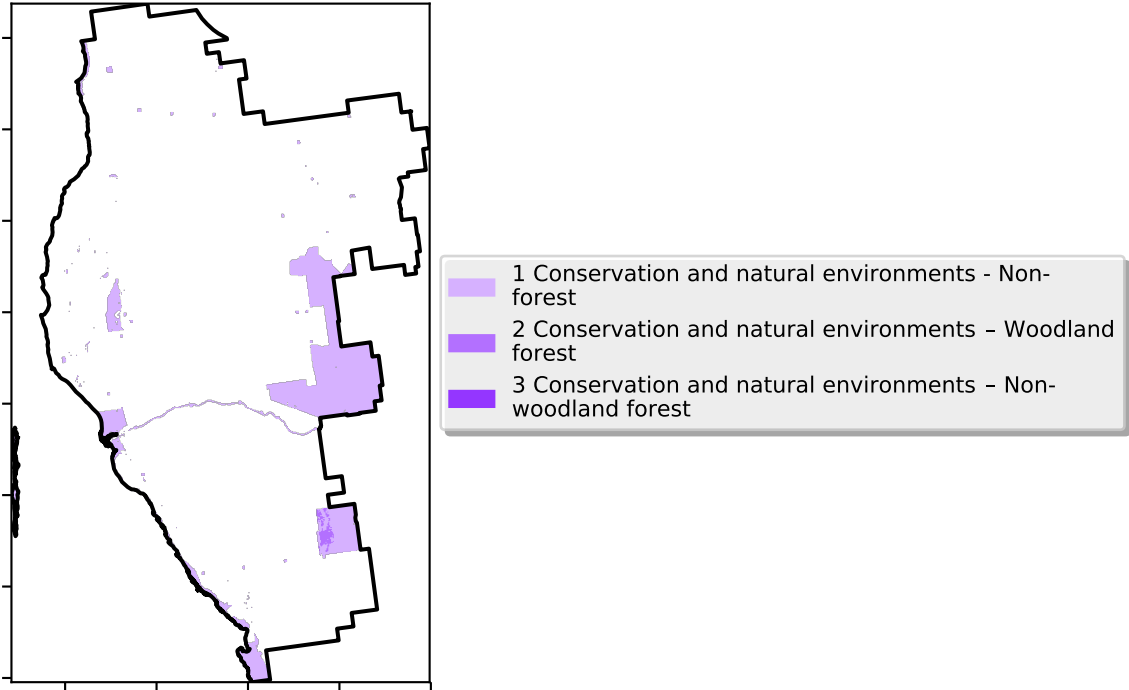 1 Conservation and natural environments - Non-
forest
2 Conservation and natural environments – Woodland
forest
3 Conservation and natural environments – Non-
woodland forest